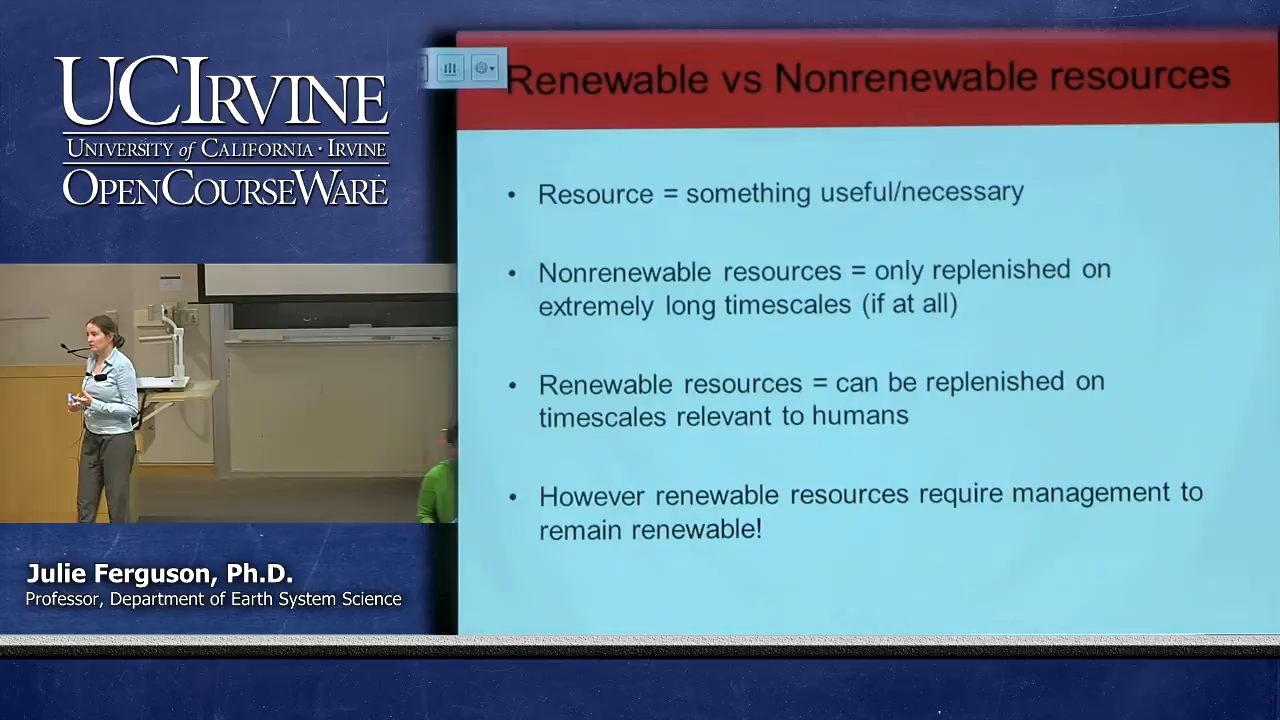 UCIRVINE
UNIVERSITY of CALIFORNIA · IRVINE
OPENCOURSEWARE
Renewable vs Nonrenewable resources
• Resource = something useful/necessary
• Nonrenewable resources = only replenished on
extremely long timescales (if at all)
• Renewable resources = can be replenished on
timescales relevant to humans
• However renewable resources require management to
remain renewable!
Julie Ferguson, Ph.D.
Professor, Department of Earth System Science